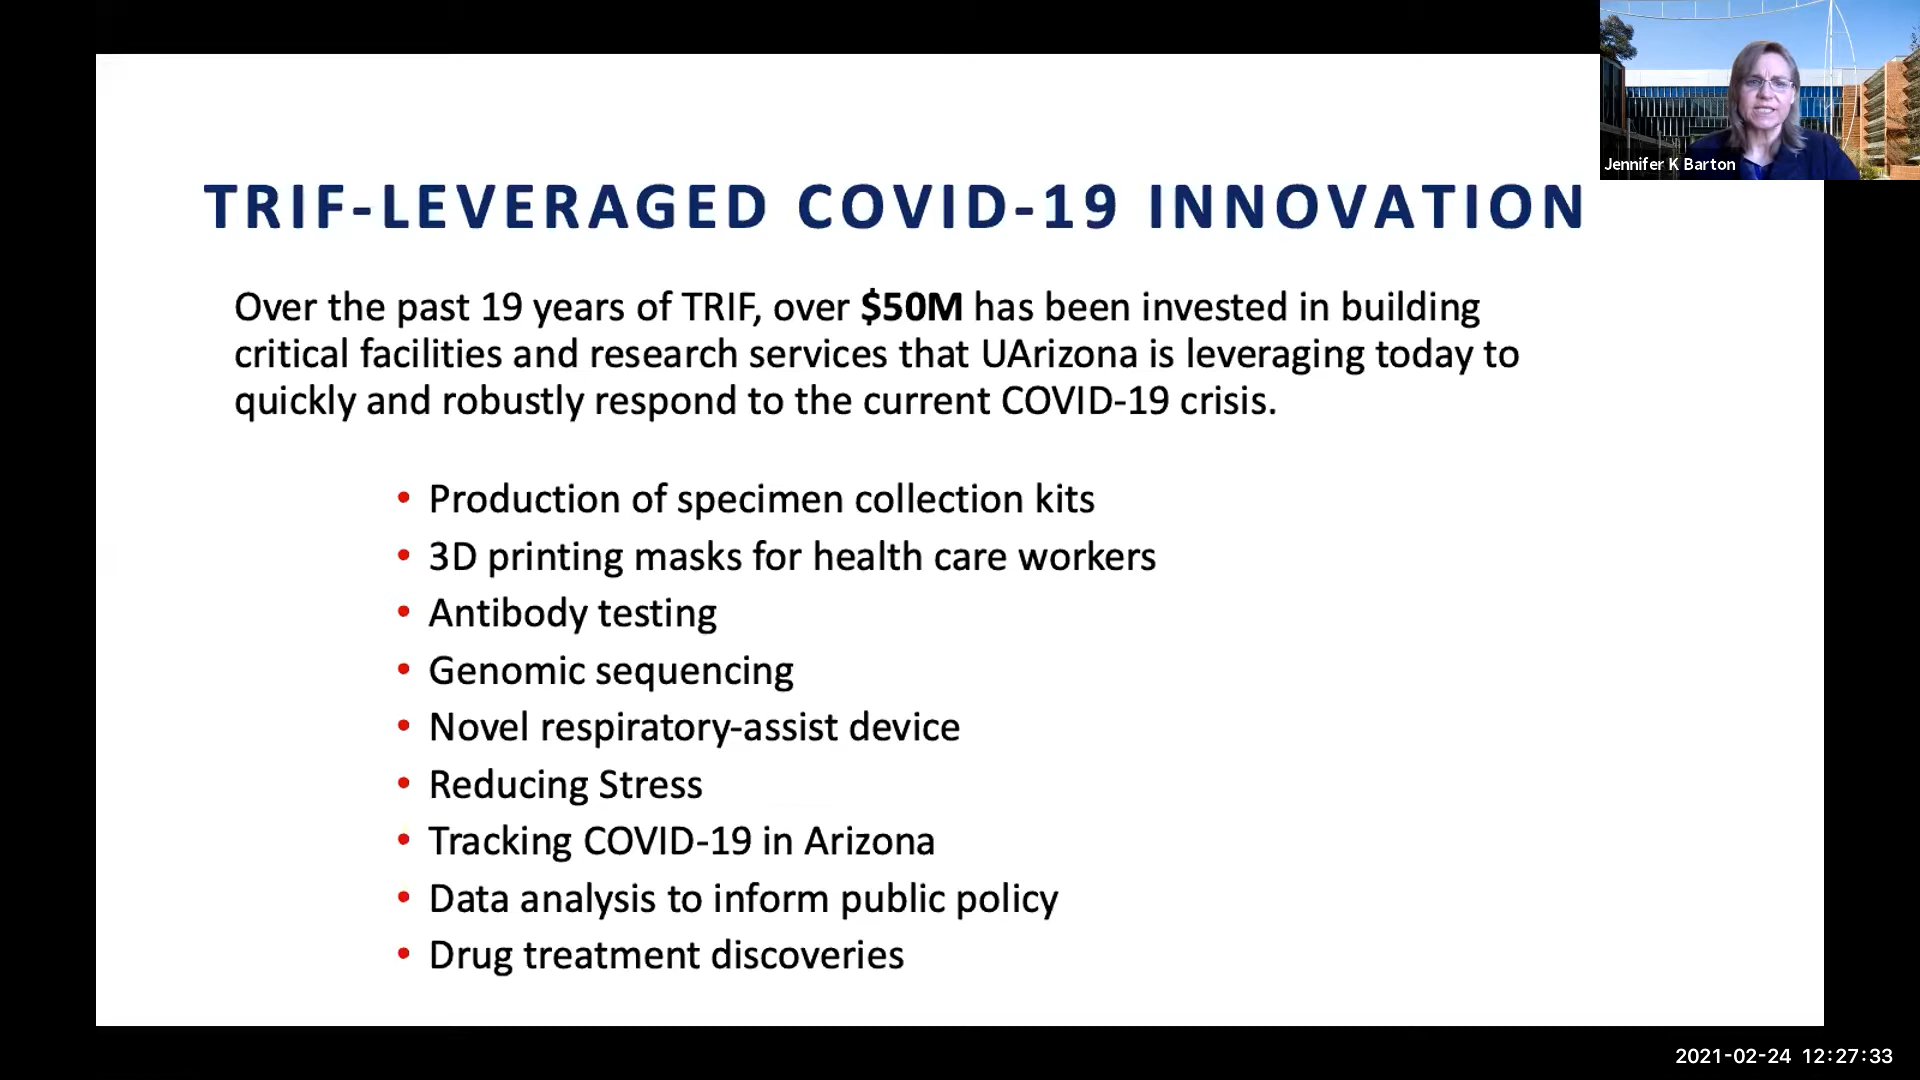 Jennifer K Barton
TRIF-LEVERAGED COVID-19 INNOVATION
Over the past 19 years of TRIF, over $50M has been invested in building
critical facilities and research services that UArizona is leveraging today to
quickly and robustly respond to the current COVID-19 crisis.
• Production of specimen collection kits
• 3D printing masks for health care workers
• Antibody testing
• Genomic sequencing
• Novel respiratory-assist device
• Reducing Stress
• Tracking COVID-19 in Arizona
• Data analysis to inform public policy
• Drug treatment discoveries
2021-02-24 12:27:33